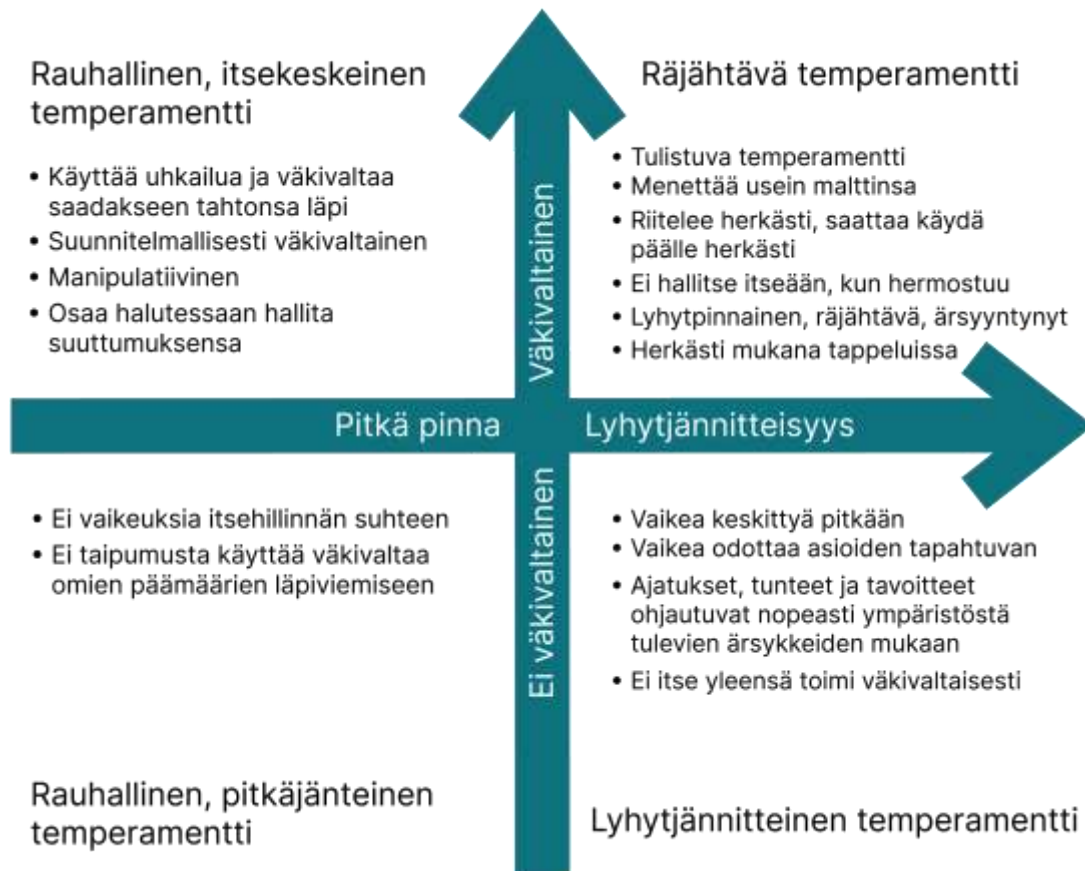 Rauhallinen, itsekeskeinen
temperamentti
• Käyttää uhkailua ja väkivaltaa
saadakseen tahtonsa läpi
• Suunnitelmallisesti väkivaltainen
• Manipulatiivinen
• Osaa halutessaan hallita
suuttumuksensa
Räjähtävä temperamentti
• Tulistuva temperamentti
• Menettää usein malttinsa
• Riitelee herkästi, saattaa käydä
päälle herkästi
• Ei hallitse itseään, kun hermostuu
• Lyhytpinnainen, räjähtävä, ärsyyntynyt
• Herkästi mukana tappeluissa
Väkivaltainen
Pitkä pinna
Lyhytjännitteisyys
Ei väkivaltainen
• Ei vaikeuksia itsehillinnän suhteen
• Ei taipumusta käyttää väkivaltaa
omien päämäärien läpiviemiseen
Rauhallinen, pitkäjänteinen
temperamentti
• Vaikea keskittyä pitkään
• Vaikea odottaa asioiden tapahtuvan
• Ajatukset, tunteet ja tavoitteet
ohjautuvat nopeasti ympäristöstä
tulevien ärsykkeiden mukaan
• Ei itse yleensä toimi väkivaltaisesti
Lyhytjännitteinen temperamentti